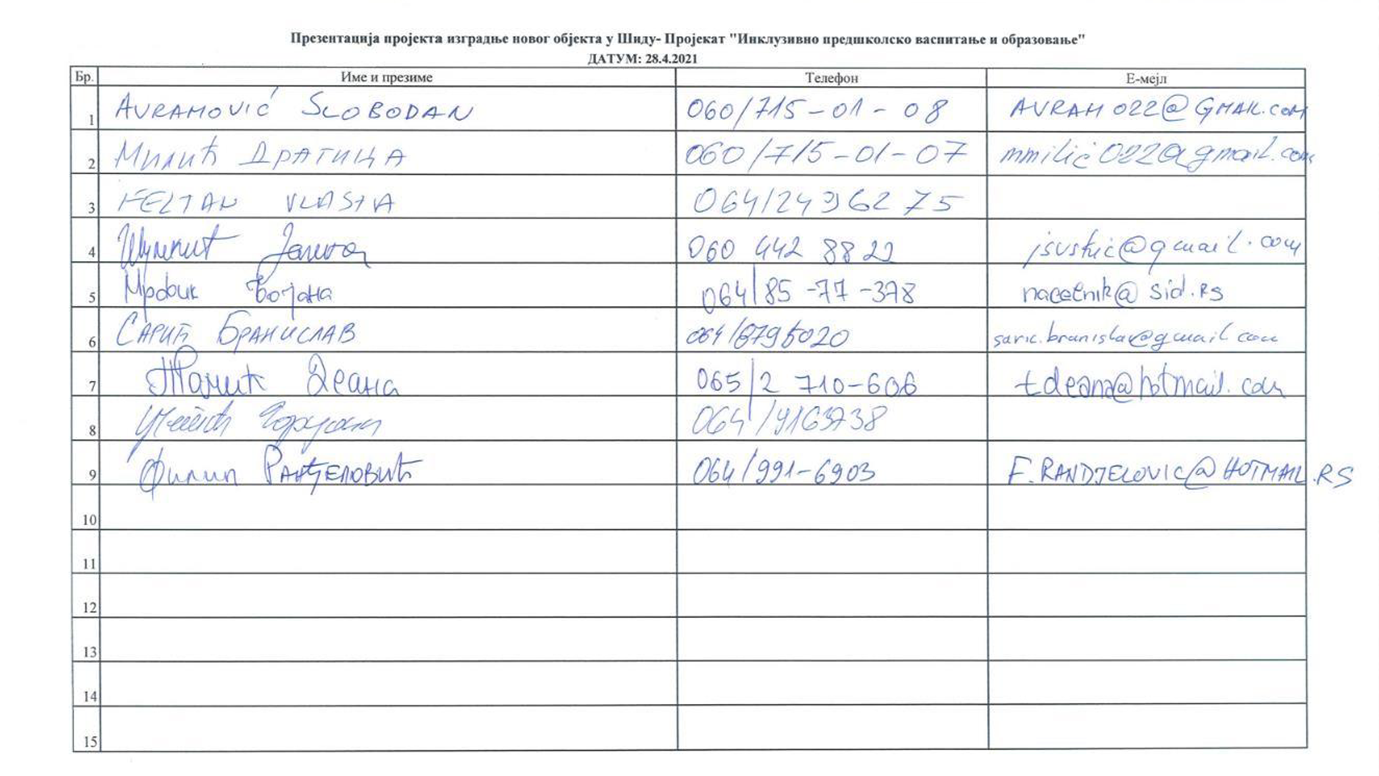 Презентација пројекта изградње новог објекта у Шиду- Пројекат "Инклузивно предшколско васпитање и образовање"
ДАТУМ: 28.4.2021
Бр. Име и презиме Телефон Е-мејл
1 AVRAMOVIĆ SLOBODAN 060/715-01-08 AVRAM022@GMAIL.COM
2 Милић ДРАГИЦА 060/715-01-07 mmilic022@gmail.com
3 FELTAN VLASTA 064/2496275
4 060 442 88 22 jsuskic@gmail.com
5 Бојана 064/85-77-378 nacelnik@sid.rs
6 САРИЋ БРАНИСЛАВ 064/8795020 saric.branislav@gmail.com
7 Деана 065/2 710-606 tdeana@hotmail.com
8 064/9163738
9 Филип РАНЂЕЛОВИЋ 064/991-6903 F.RANDJELOVIC@HOTMAIL.RS
10
11
12
13
14
15